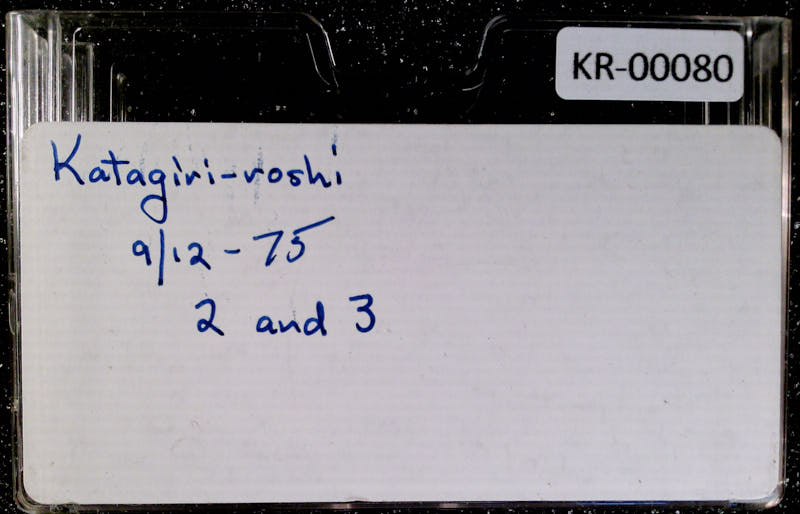 KR-00080
Katagiri-roshi
9/12-75
2 and 3